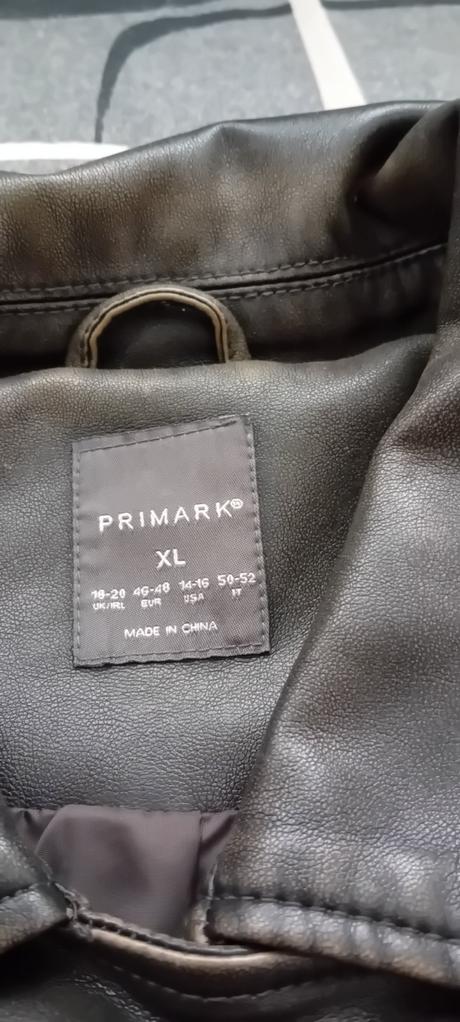 PRIMARK®
XL
18-20 46-48 14-16 50-52
UK/IRL EUR USA IT
MADE IN CHINA